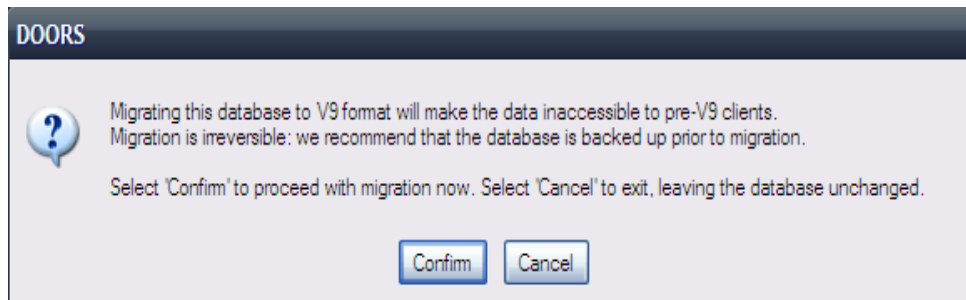 DOORS
Migrating this database to V9 format will make the data inaccessible to pre-V9 clients.
Migration is irreversible: we recommend that the database is backed up prior to migration.
Select 'Confirm' to proceed with migration now. Select 'Cancel' to exit, leaving the database unchanged.
Confirm
Cancel